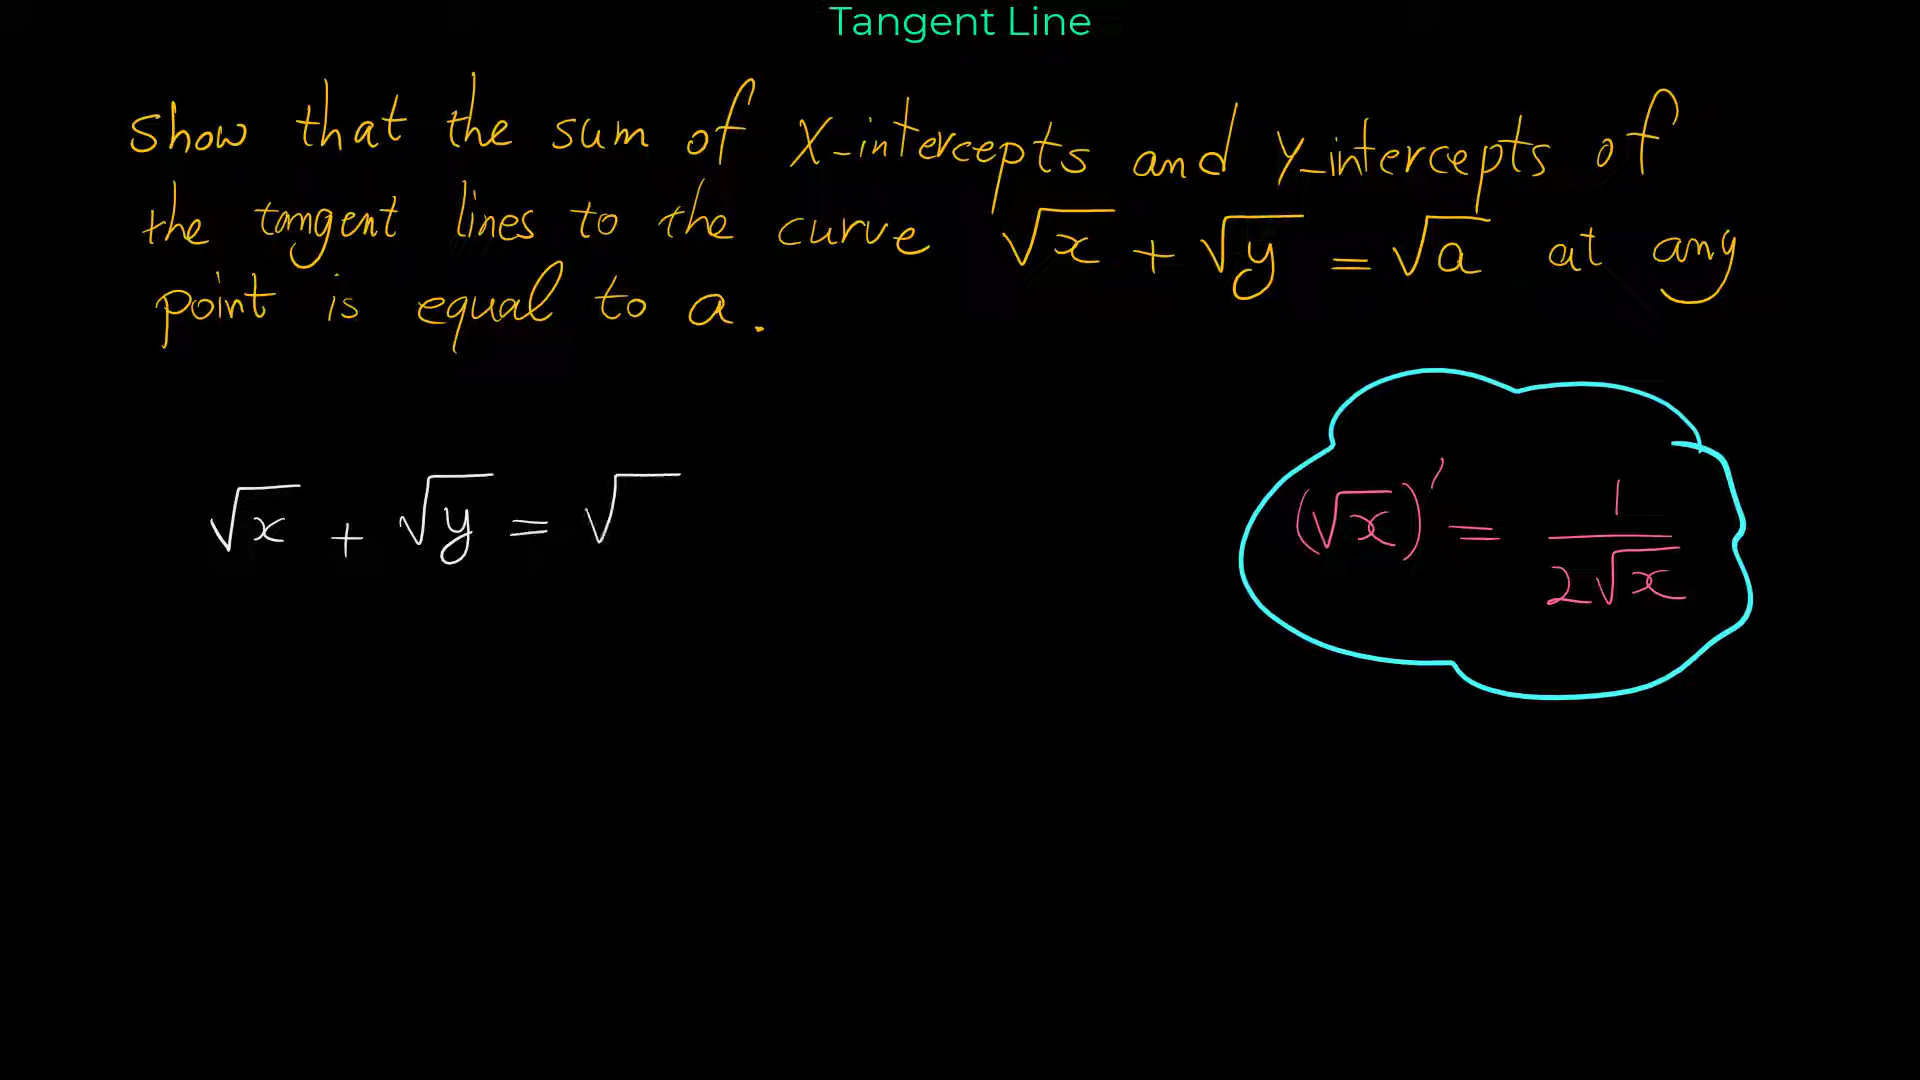 Tangent Line
Show that the sum of X-intercepts and Y-intercepts of
the tangent lines to the curve √x + √y = √a at any
point is equal to a.
√x + √y = √
(√x)' = 1/(2√x)